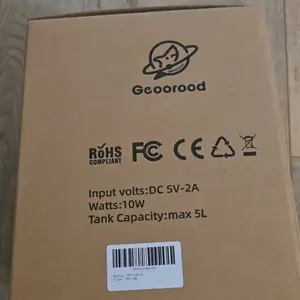 Geoorood
RoHS
COMPLIANT
FC CE
Input volts:DC 5V-2A
Watts:10W
Tank Capacity:max 5L